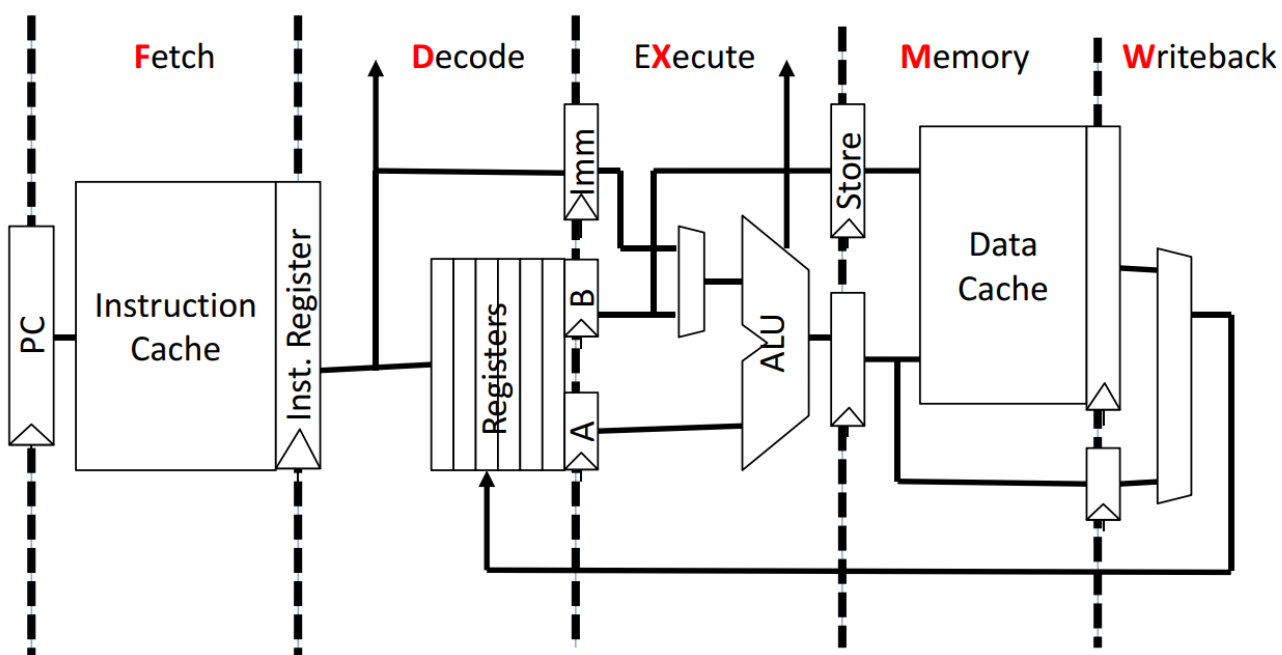 Fetch
Decode
EXecute
Memory
Writeback
PC
Instruction
Cache
Inst. Register
Registers
Imm
B
A
ALU
Store
Data
Cache